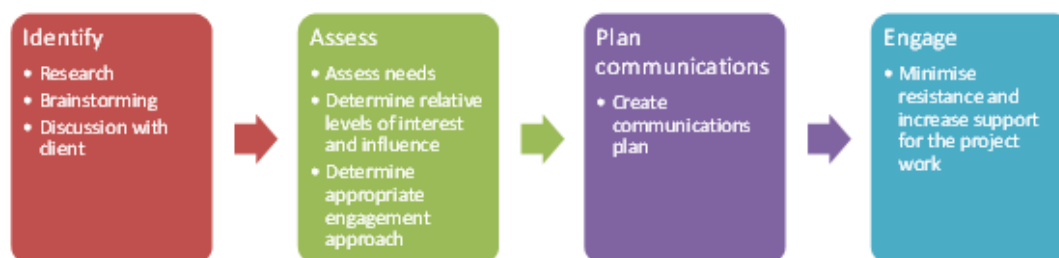 Identify
• Research
• Brainstorming
• Discussion with
client
Assess
• Assess needs
• Determine relative
levels of interest
and influence
• Determine
appropriate
engagement
approach
Plan
communications
• Create
communications
plan
Engage
• Minimise
resistance and
increase support
for the project
work